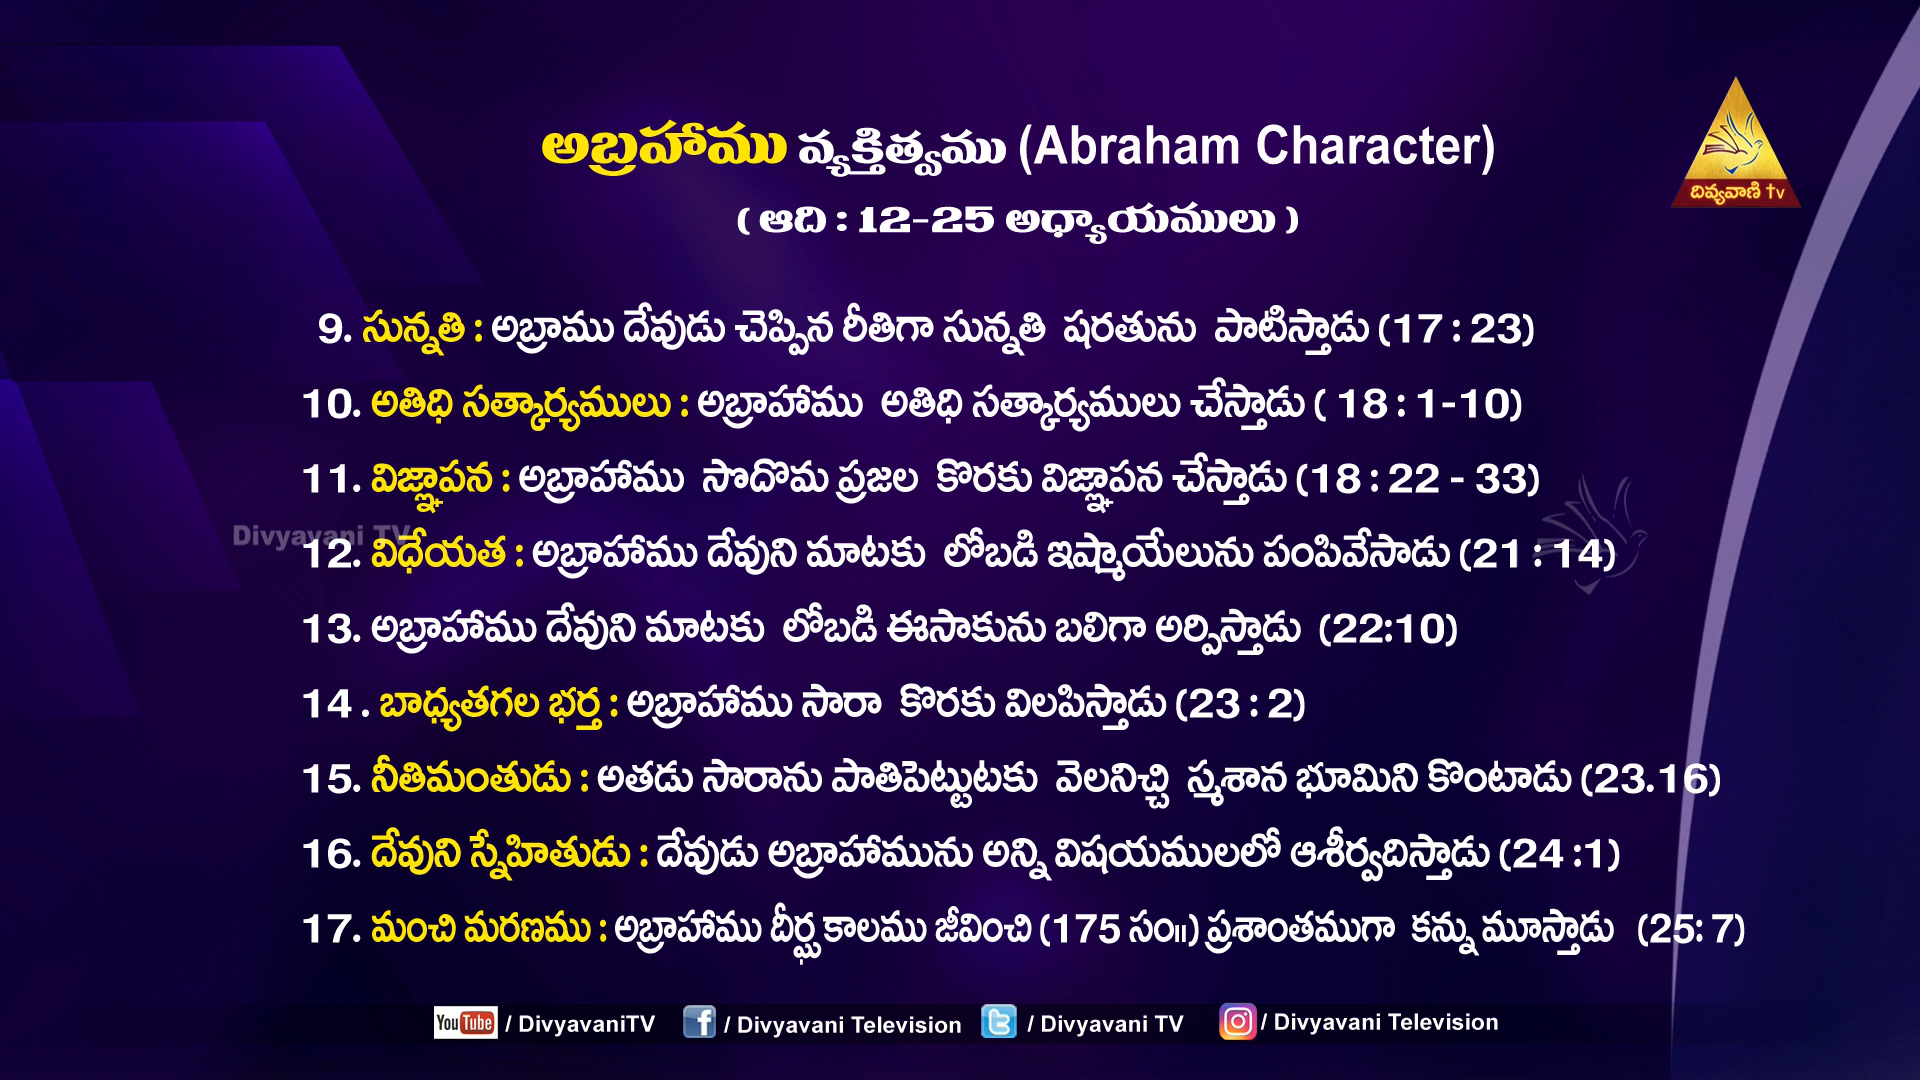 అబ్రహాము వ్యక్తిత్వము (Abraham Character)
దివ్యవాణి tv
( ఆది : 12-25 అధ్యాయములు )
9. సున్నతి : అబ్రాము దేవుడు చెప్పిన రీతిగా సున్నతి షరతును పాటిస్తాడు (17 : 23)
10. అతిధి సత్కార్యములు : అబ్రాహాము అతిధి సత్కార్యములు చేస్తాడు ( 18 : 1-10)
11. విజ్ఞాపన : అబ్రాహాము సొదొమ ప్రజల కొరకు విజ్ఞాపన చేస్తాడు (18 : 22 - 33)
Divyavani TV
12. విధేయత : అబ్రాహాము దేవుని మాటకు లోబడి ఇష్మాయేలును పంపివేసాడు (21 : 14)
13. అబ్రాహాము దేవుని మాటకు లోబడి ఈసాకును బలిగా అర్పిస్తాడు (22:10)
14 . బాధ్యతగల భర్త : అబ్రాహాము సారా కొరకు విలపిస్తాడు (23 : 2)
15. నీతిమంతుడు : అతడు సారాను పాతిపెట్టుటకు వెలనిచ్చి స్మశాన భూమిని కొంటాడు (23.16)
16. దేవుని స్నేహితుడు : దేవుడు అబ్రాహామును అన్ని విషయములలో ఆశీర్వదిస్తాడు (24 :1)
17. మంచి మరణము : అబ్రాహాము దీర్ఘకాలము జీవించి (175 సం॥) ప్రశాంతముగా కన్ను మూస్తాడు (25: 7)
YouTube / DivyavaniTV f / Divyavani Television / Divyavani TV / Divyavani Television